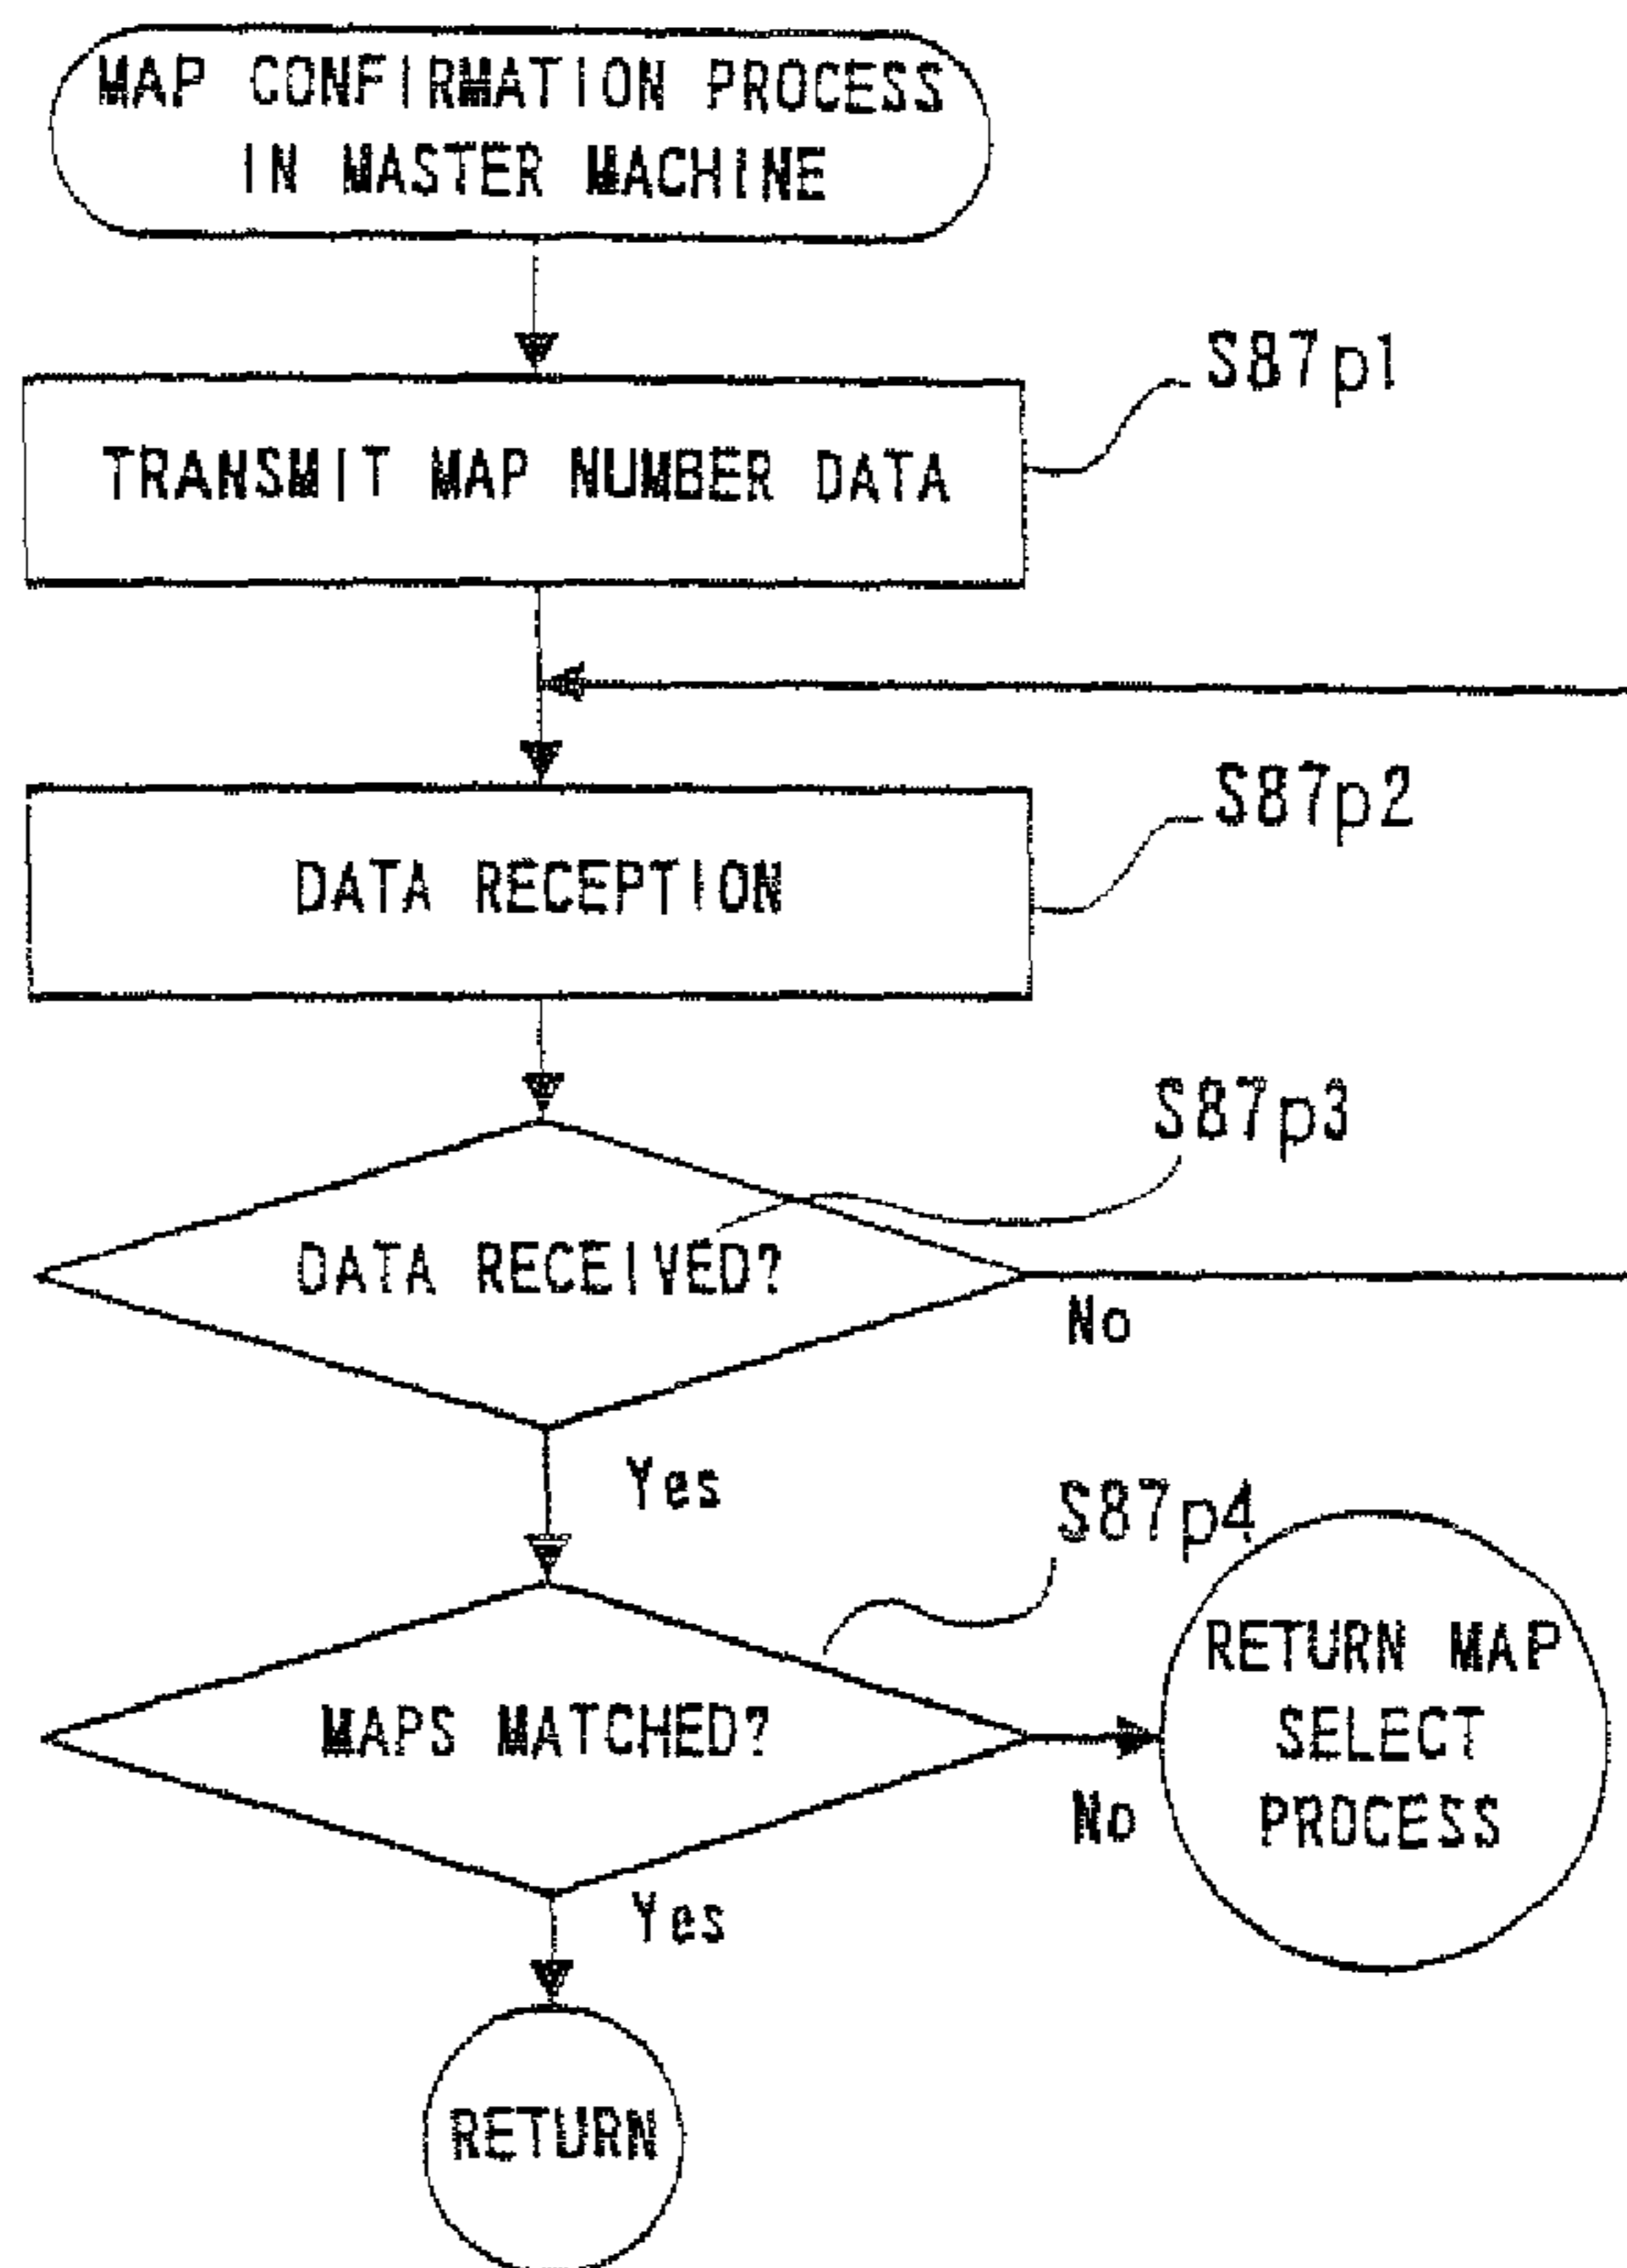 MAP CONFIRMATION PROCESS
IN MASTER MACHINE
S87p1
TRANSMIT MAP NUMBER DATA
S87p2
DATA RECEPTION
S87p3
DATA RECEIVED?
No
Yes
S87p4
MAPS MATCHED?
RETURN MAP
SELECT
PROCESS
No
Yes
RETURN